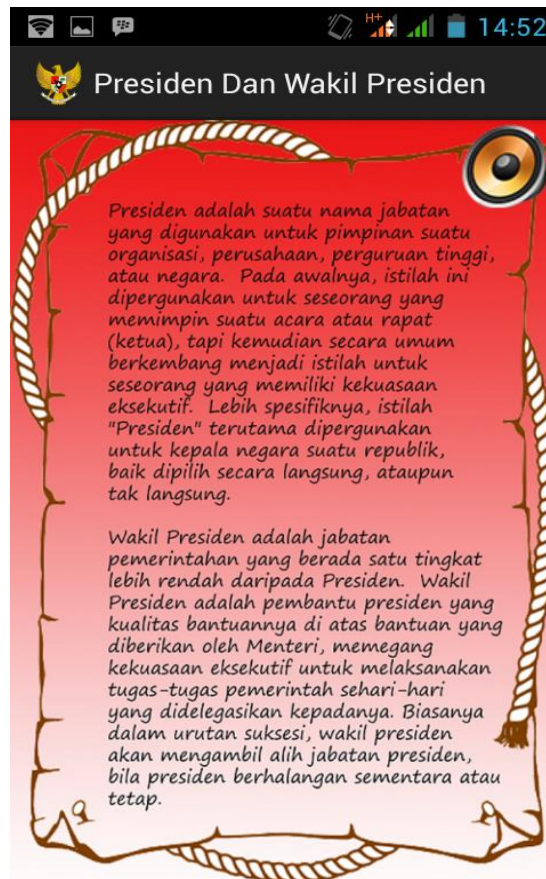 H+ 14:52
Presiden Dan Wakil Presiden
Presiden adalah suatu nama jabatan
yang digunakan untuk pimpinan suatu
organisasi, perusahaan, perguruan tinggi,
atau negara.  Pada awalnya, istilah ini
dipergunakan untuk seseorang yang
memimpin suatu acara atau rapat
(ketua), tapi kemudian secara umum
berkembang menjadi istilah untuk
seseorang yang memiliki kekuasaan
eksekutif.  Lebih spesifiknya, istilah
"Presiden" terutama dipergunakan
untuk kepala negara suatu republik,
baik dipilih secara langsung, ataupun
tak langsung.
Wakil Presiden adalah jabatan
pemerintahan yang berada satu tingkat
lebih rendah daripada Presiden.  Wakil
Presiden adalah pembantu presiden yang
kualitas bantuannya di atas bantuan yang
diberikan oleh Menteri, memegang
kekuasaan eksekutif untuk melaksanakan
tugas-tugas pemerintah sehari-hari
yang didelegasikan kepadanya. Biasanya
dalam urutan suksesi, wakil presiden
akan mengambil alih jabatan presiden,
bila presiden berhalangan sementara atau
tetap.